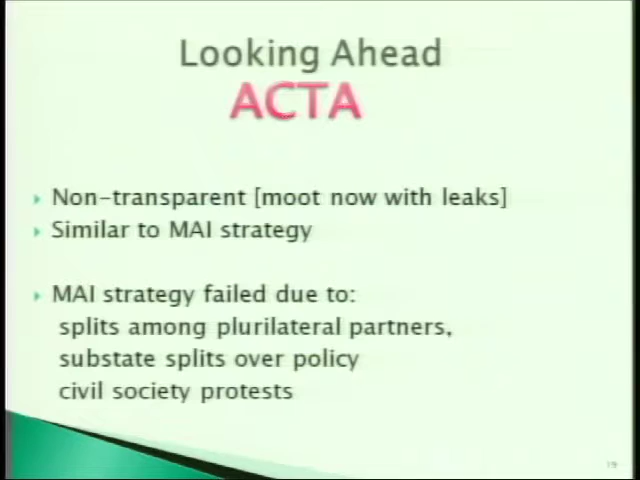 Looking Ahead
ACTA
Non-transparent [moot now with leaks]
Similar to MAI strategy
MAI strategy failed due to:
splits among plurilateral partners,
substate splits over policy
civil society protests
19